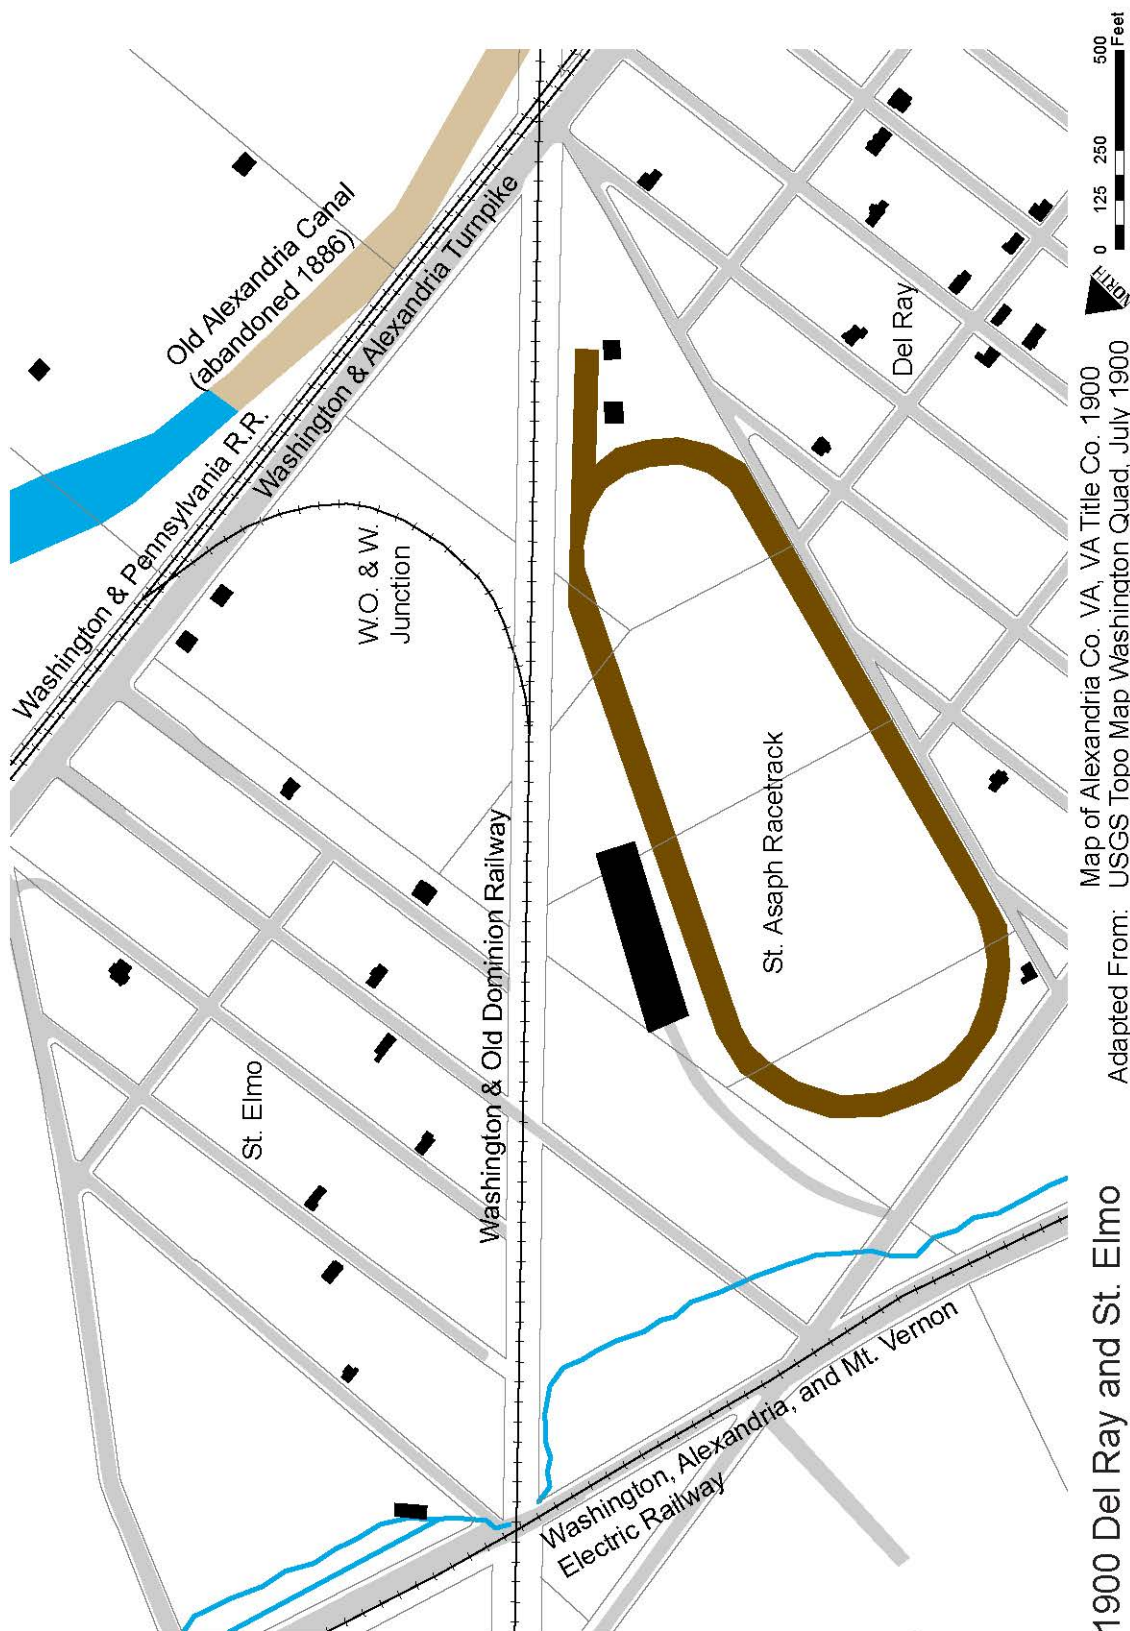 Old Alexandria Canal
(abandoned 1886)
Washington & Pennsylvania R.R.
Washington & Alexandria Turnpike
W.O. & W.
Junction
St. Elmo
Washington & Old Dominion Railway
Del Ray
St. Asaph Racetrack
Washington, Alexandria, and Mt. Vernon
Electric Railway
1900 Del Ray and St. Elmo
Adapted From:
Map of Alexandria Co. VA, VA Title Co. 1900
USGS Topo Map Washington Quad, July 1900
NORTH
0 125 250 500
Feet